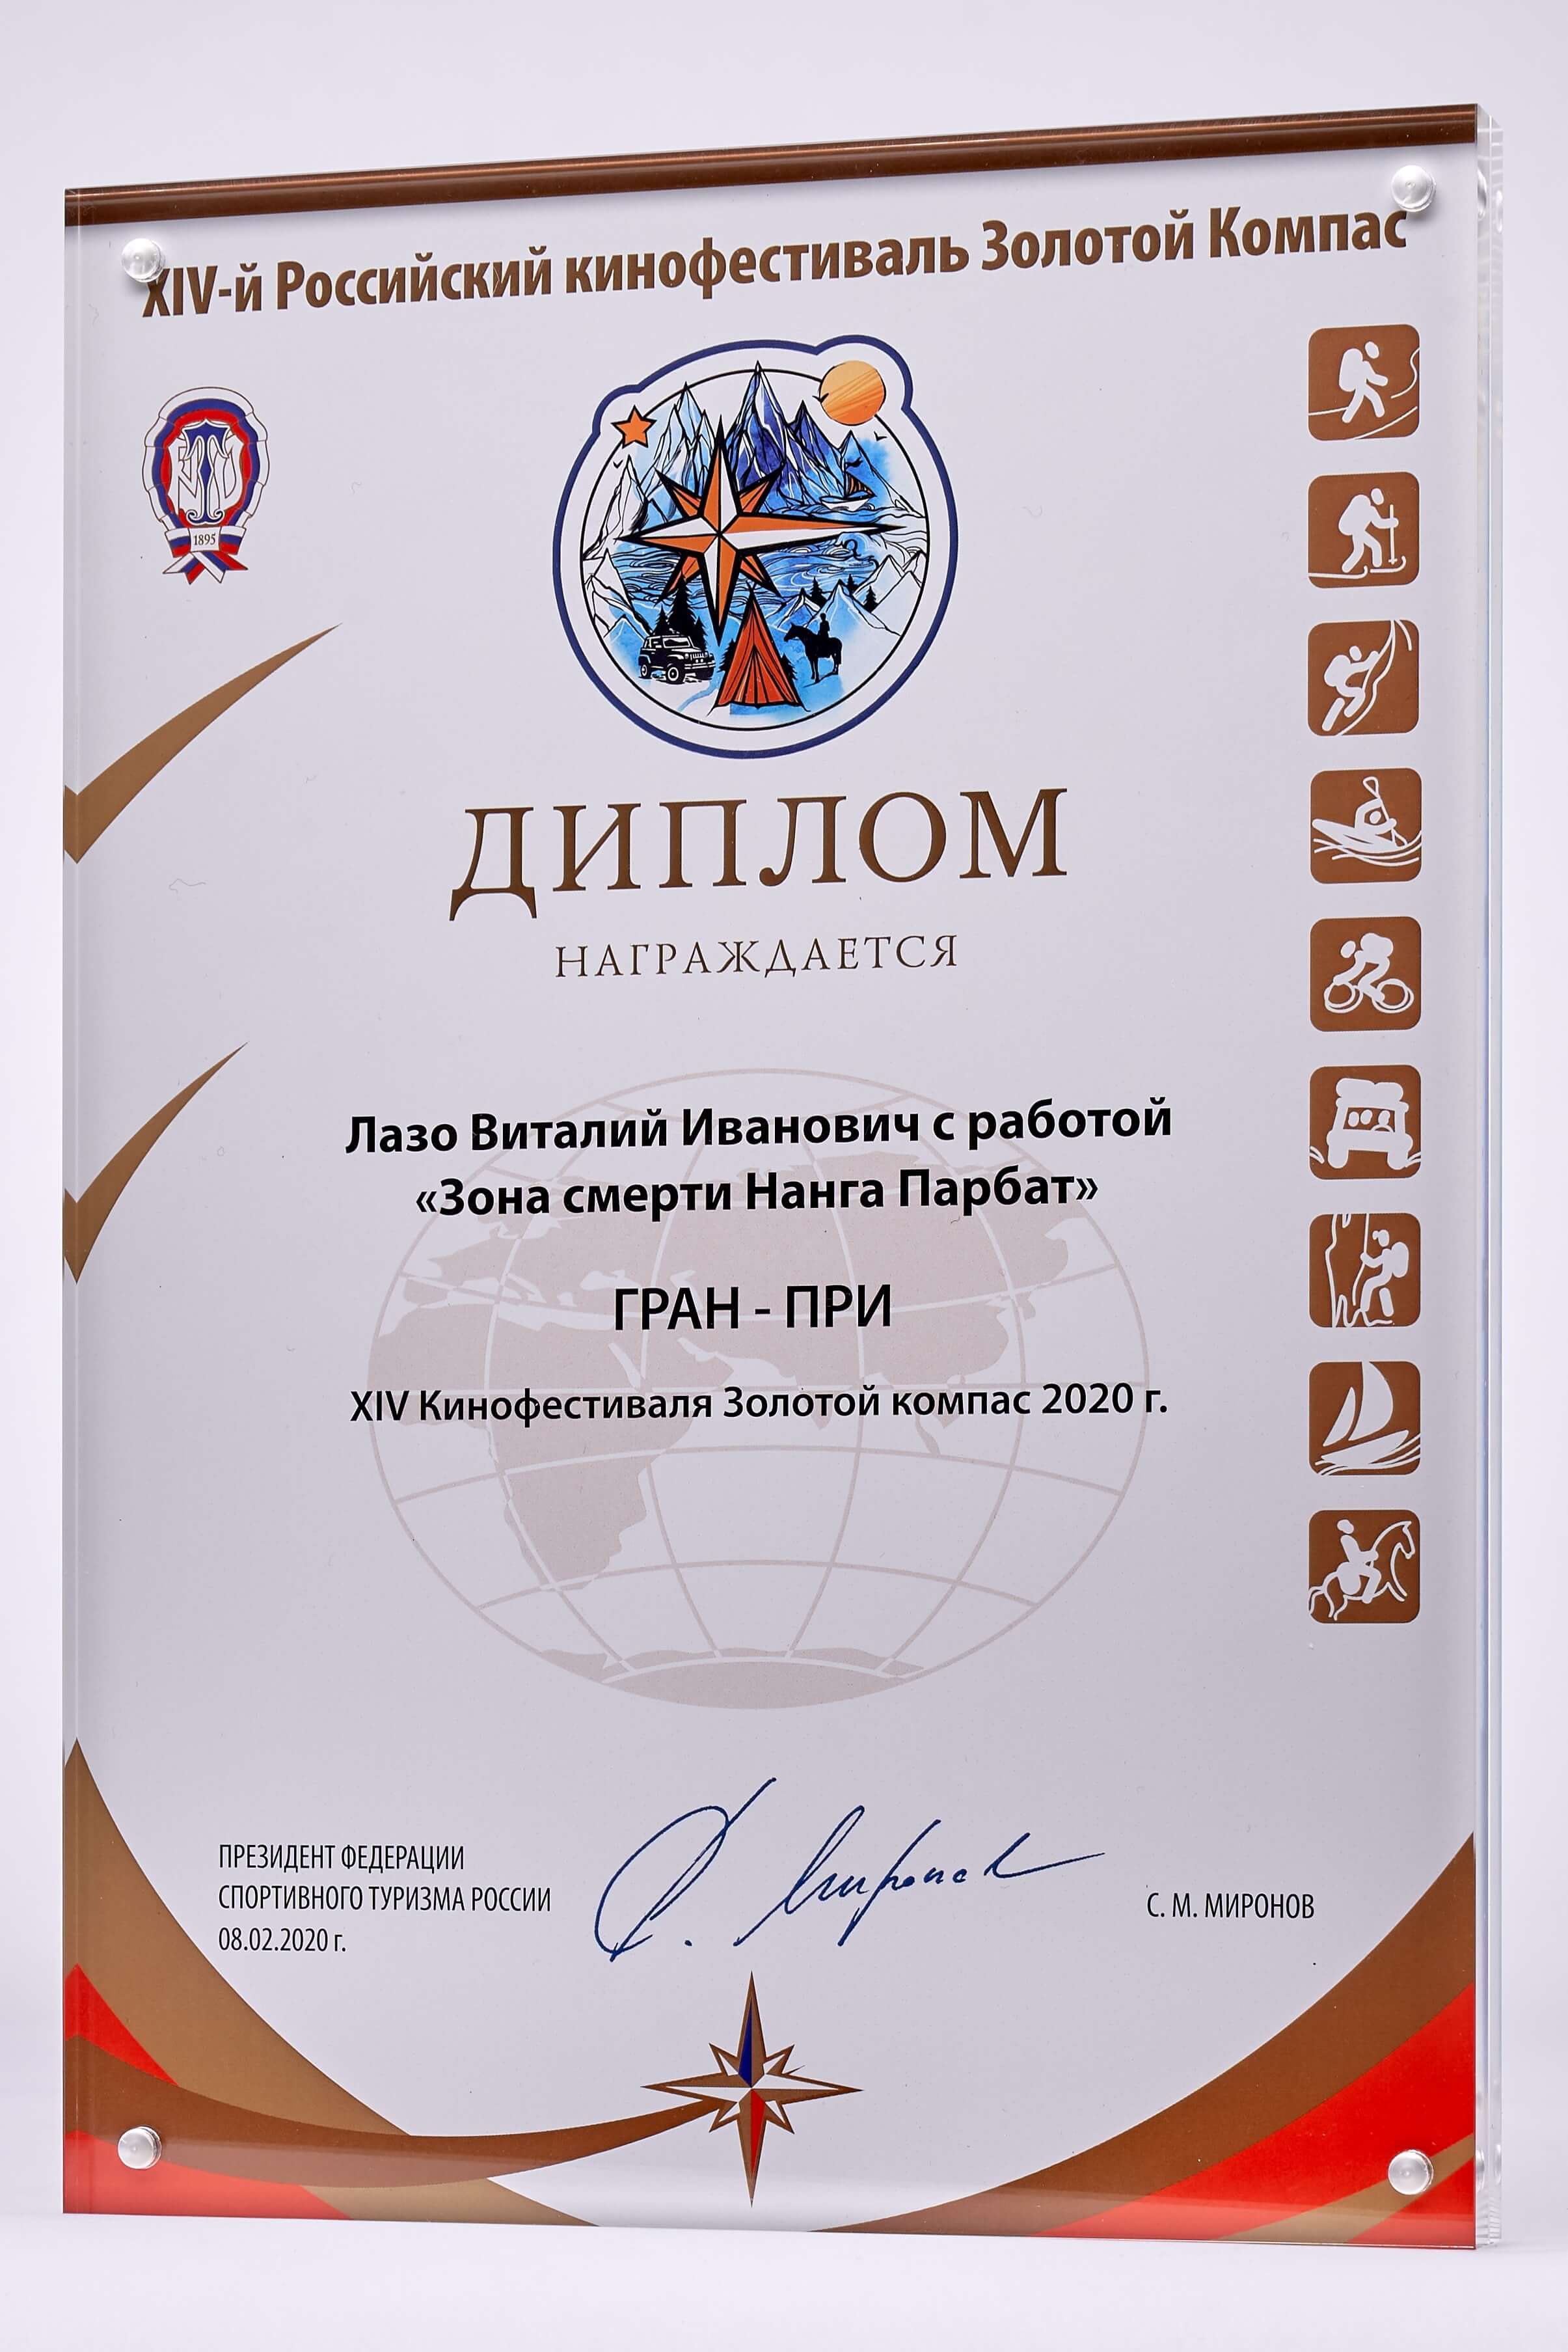 XIV-й Российский кинофестиваль Золотой Компас
1895
ДИПЛОМ
НАГРАЖДАЕТСЯ
Лазо Виталий Иванович с работой
«Зона смерти Нанга Парбат»
ГРАН - ПРИ
XIV Кинофестиваля Золотой компас 2020 г.
ПРЕЗИДЕНТ ФЕДЕРАЦИИ
СПОРТИВНОГО ТУРИЗМА РОССИИ
08.02.2020 г.
С. М. МИРОНОВ